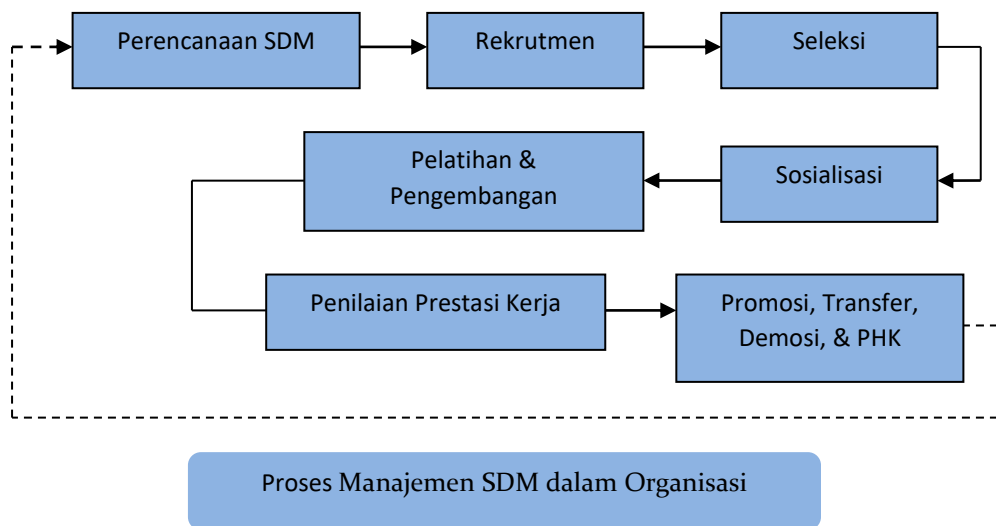 Perencanaan SDM
Rekrutmen
Seleksi
Sosialisasi
Pelatihan &
Pengembangan
Penilaian Prestasi Kerja
Promosi, Transfer,
Demosi, & PHK
Proses Manajemen SDM dalam Organisasi